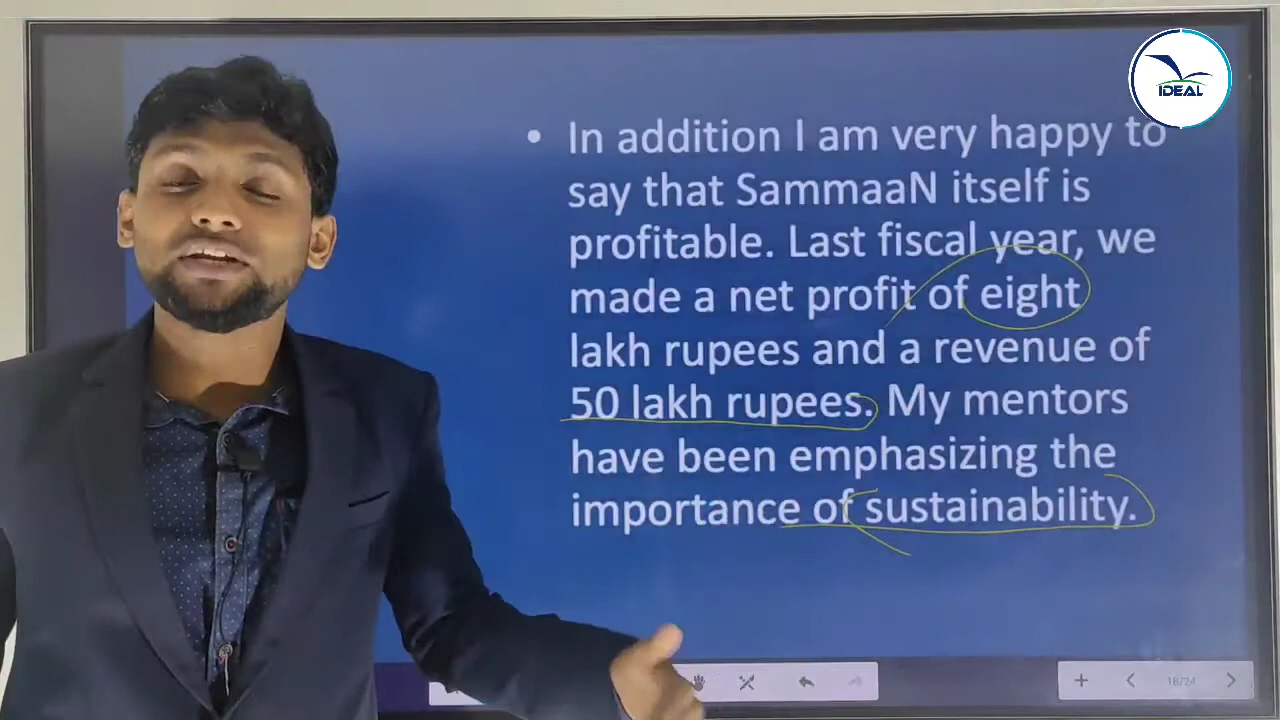 IDEAL
• In addition I am very happy to
say that SammaaN itself is
profitable. Last fiscal year, we
made a net profit of eight
lakh rupees and a revenue of
50 lakh rupees. My mentors
have been emphasizing the
importance of sustainability.
18/24